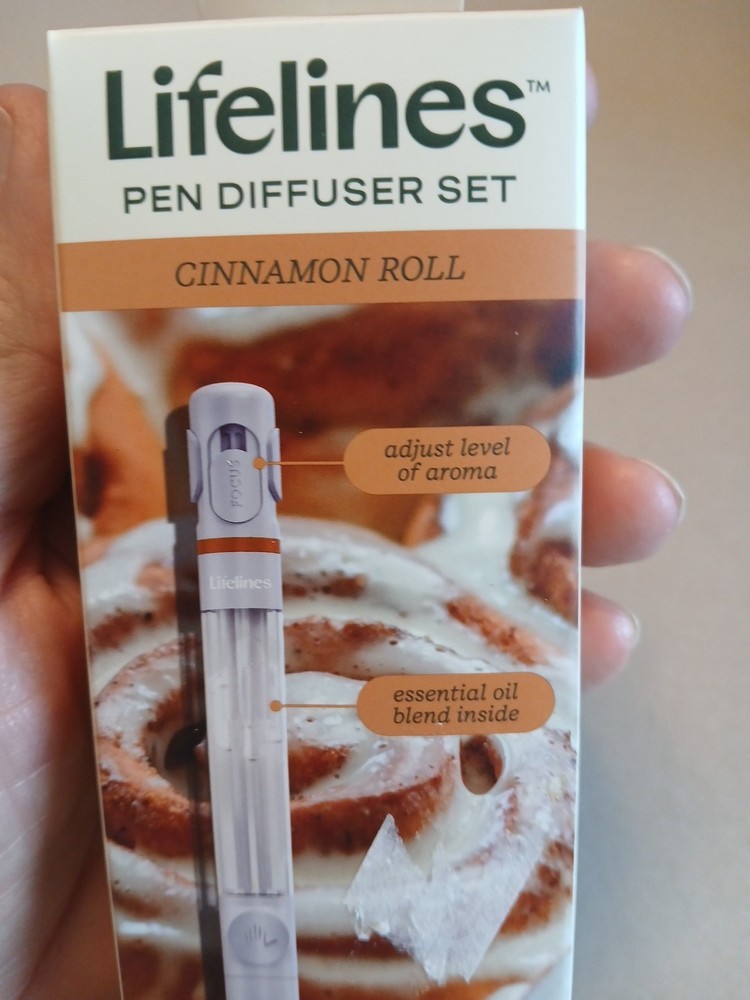 Lifelines™
PEN DIFFUSER SET
CINNAMON ROLL
adjust level
of aroma
FOCUS
Lifelines
essential oil
blend inside